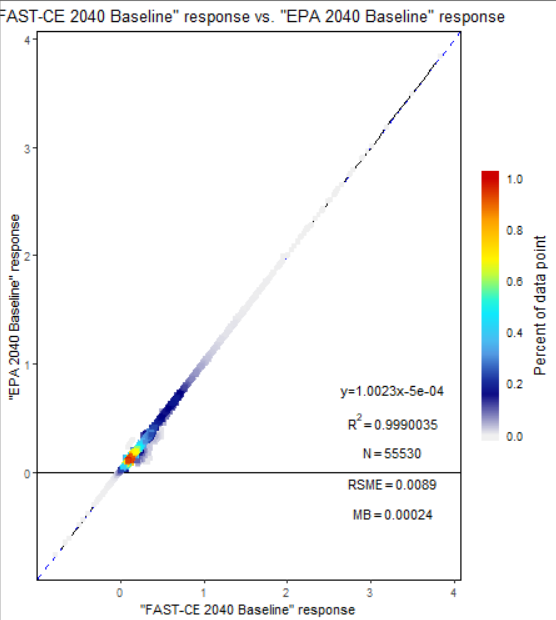 FAST-CE 2040 Baseline" response vs. "EPA 2040 Baseline" response
4
3
2
1
0
"EPA 2040 Baseline" response
y=1.0023x-5e-04
R²=0.9990035
N=55530
RSME=0.0089
MB=0.00024
0 1 2 3 4
"FAST-CE 2040 Baseline" response
1.0
0.8
0.6
0.4
0.2
0.0
Percent of data point